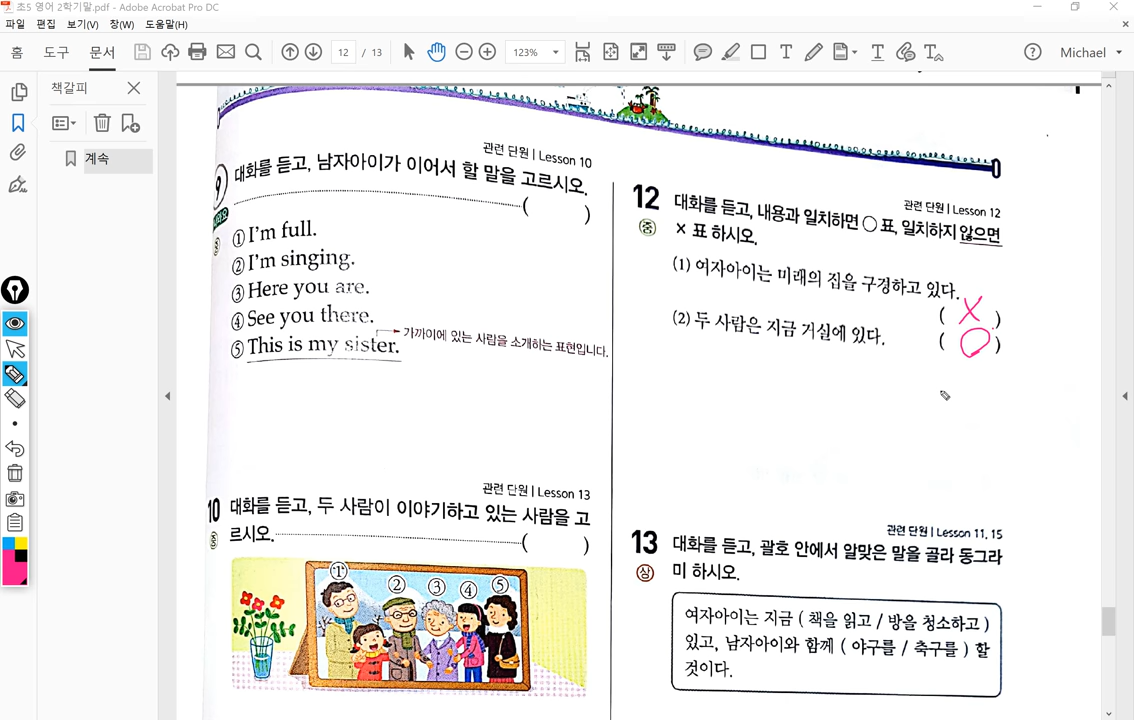 초5 영어 2학기말.pdf - Adobe Acrobat Pro DC
파일 편집 보기(V) 창(W) 도움말(H)
홈 도구 문서 12 / 13 123% Michael
책갈피
계속
관련 단원 | Lesson 10
9 대화를 듣고, 남자아이가 이어서 할 말을 고르시오.
( )
① I'm full.
② I'm singing.
③ Here you are.
④ See you there.
⑤ This is my sister.
가까이에 있는 사람을 소개하는 표현입니다.
관련 단원 | Lesson 13
10 대화를 듣고, 두 사람이 이야기하고 있는 사람을 고
중 르시오. ( )
① ② ③ ④ ⑤
관련 단원 | Lesson 12
12 대화를 듣고, 내용과 일치하면 ○ 표, 일치하지 않으면
중 × 표 하시오.
(1) 여자아이는 미래의 집을 구경하고 있다.
( X )
(2) 두 사람은 지금 거실에 있다. ( O )
관련 단원 | Lesson 11, 15
13 대화를 듣고, 괄호 안에서 알맞은 말을 골라 동그라
상 미 하시오.
여자아이는 지금 ( 책을 읽고 / 방을 청소하고 )
있고, 남자아이와 함께 ( 야구를 / 축구를 ) 할
것이다.